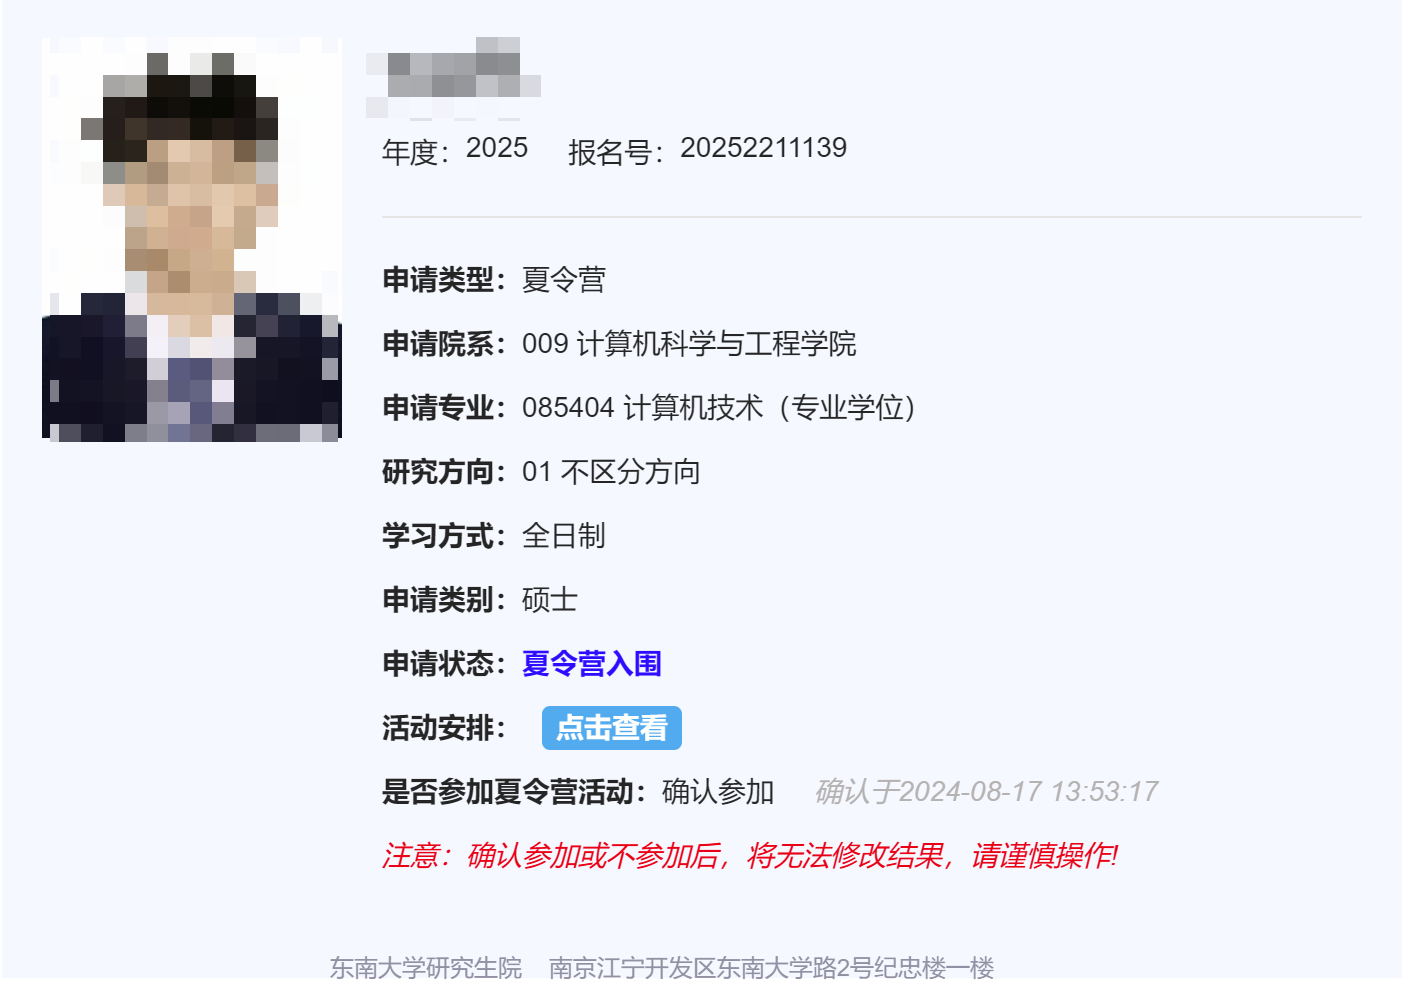 年度：2025 报名号：20252211139
申请类型：夏令营
申请院系：009 计算机科学与工程学院
申请专业：085404 计算机技术（专业学位）
研究方向：01 不区分方向
学习方式：全日制
申请类别：硕士
申请状态：夏令营入围
活动安排： 点击查看
是否参加夏令营活动：确认参加 确认于2024-08-17 13:53:17
注意：确认参加或不参加后，将无法修改结果，请谨慎操作!
东南大学研究生院 南京江宁开发区东南大学路2号纪忠楼一楼